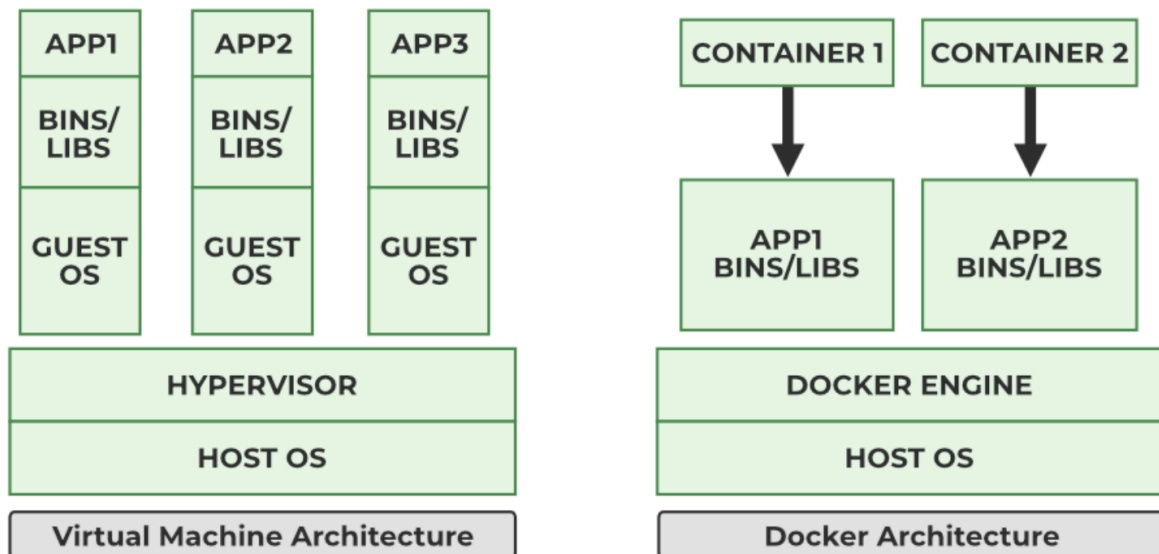 APP1
BINS/
LIBS
GUEST
OS
APP2
BINS/
LIBS
GUEST
OS
APP3
BINS/
LIBS
GUEST
OS
HYPERVISOR
HOST OS
Virtual Machine Architecture
CONTAINER 1
APP1
BINS/LIBS
CONTAINER 2
APP2
BINS/LIBS
DOCKER ENGINE
HOST OS
Docker Architecture